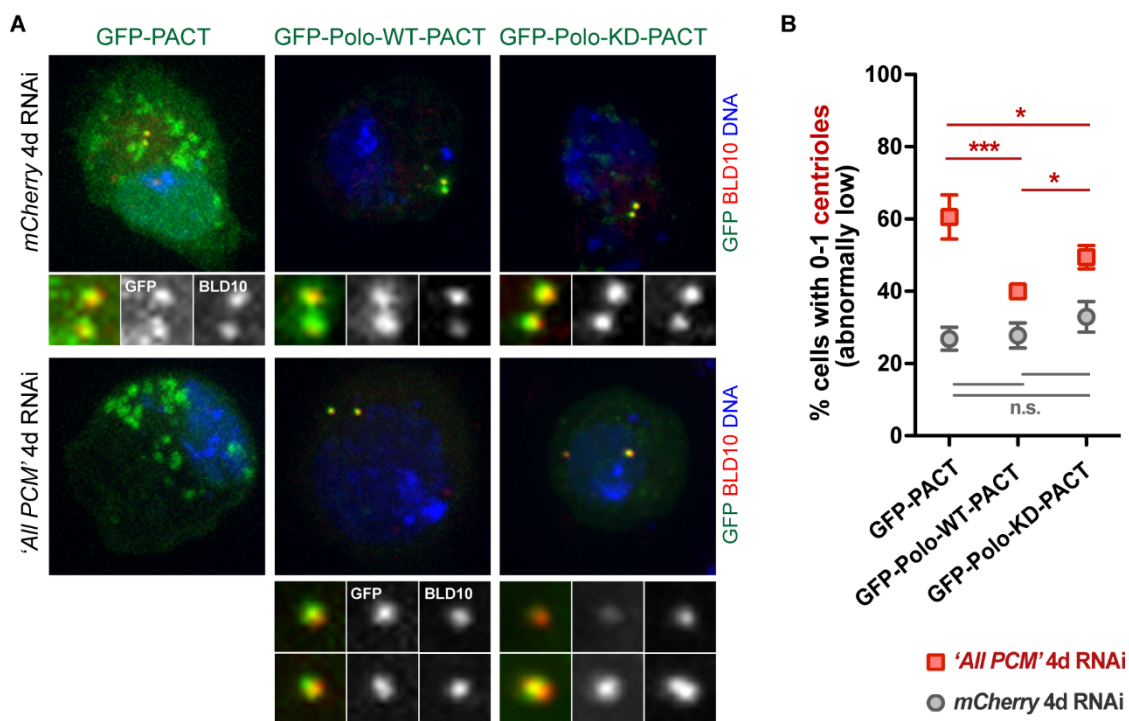 A
GFP-PACT
GFP-Polo-WT-PACT
GFP-Polo-KD-PACT
mCherry 4d RNAi
GFP BLD10 DNA
GFP
BLD10
'All PCM' 4d RNAi
GFP BLD10 DNA
GFP
BLD10
B
% cells with 0-1 centrioles
(abnormally low)
100
80
60
40
20
0
*
***
*
n.s.
GFP-PACT
GFP-Polo-WT-PACT
GFP-Polo-KD-PACT
'All PCM' 4d RNAi
mCherry 4d RNAi